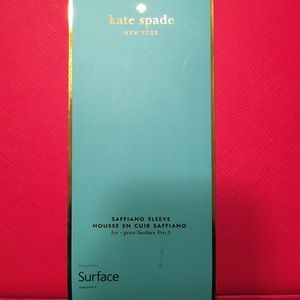 kate spade
NEW YORK
SAFFIANO SLEEVE
HOUSSE EN CUIR SAFFIANO
for • pour Surface Pro 3
Surface